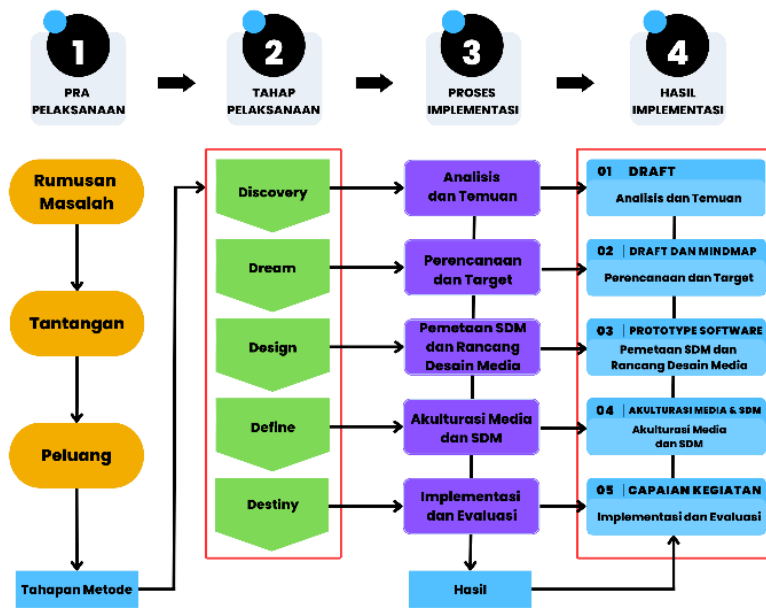 1
PRA
PELAKSANAAN
2
TAHAP
PELAKSANAAN
3
PROSES
IMPLEMENTASI
4
HASIL
IMPLEMENTASI
Rumusan
Masalah
Tantangan
Peluang
Tahapan Metode
Discovery
Dream
Design
Define
Destiny
Analisis
dan Temuan
Perencanaan
dan Target
Pemetaan SDM
dan Rancang
Desain Media
Akulturasi Media
dan SDM
Implementasi
dan Evaluasi
Hasil
01 | DRAFT
Analisis dan Temuan
02 | DRAFT DAN MINDMAP
Perencanaan dan Target
03 | PROTOTYPE SOFTWARE
Pemetaan SDM dan
Rancang Desain Media
04 | AKULTURASI MEDIA & SDM
Akulturasi Media
dan SDM
05 | CAPAIAN KEGIATAN
Implementasi dan Evaluasi